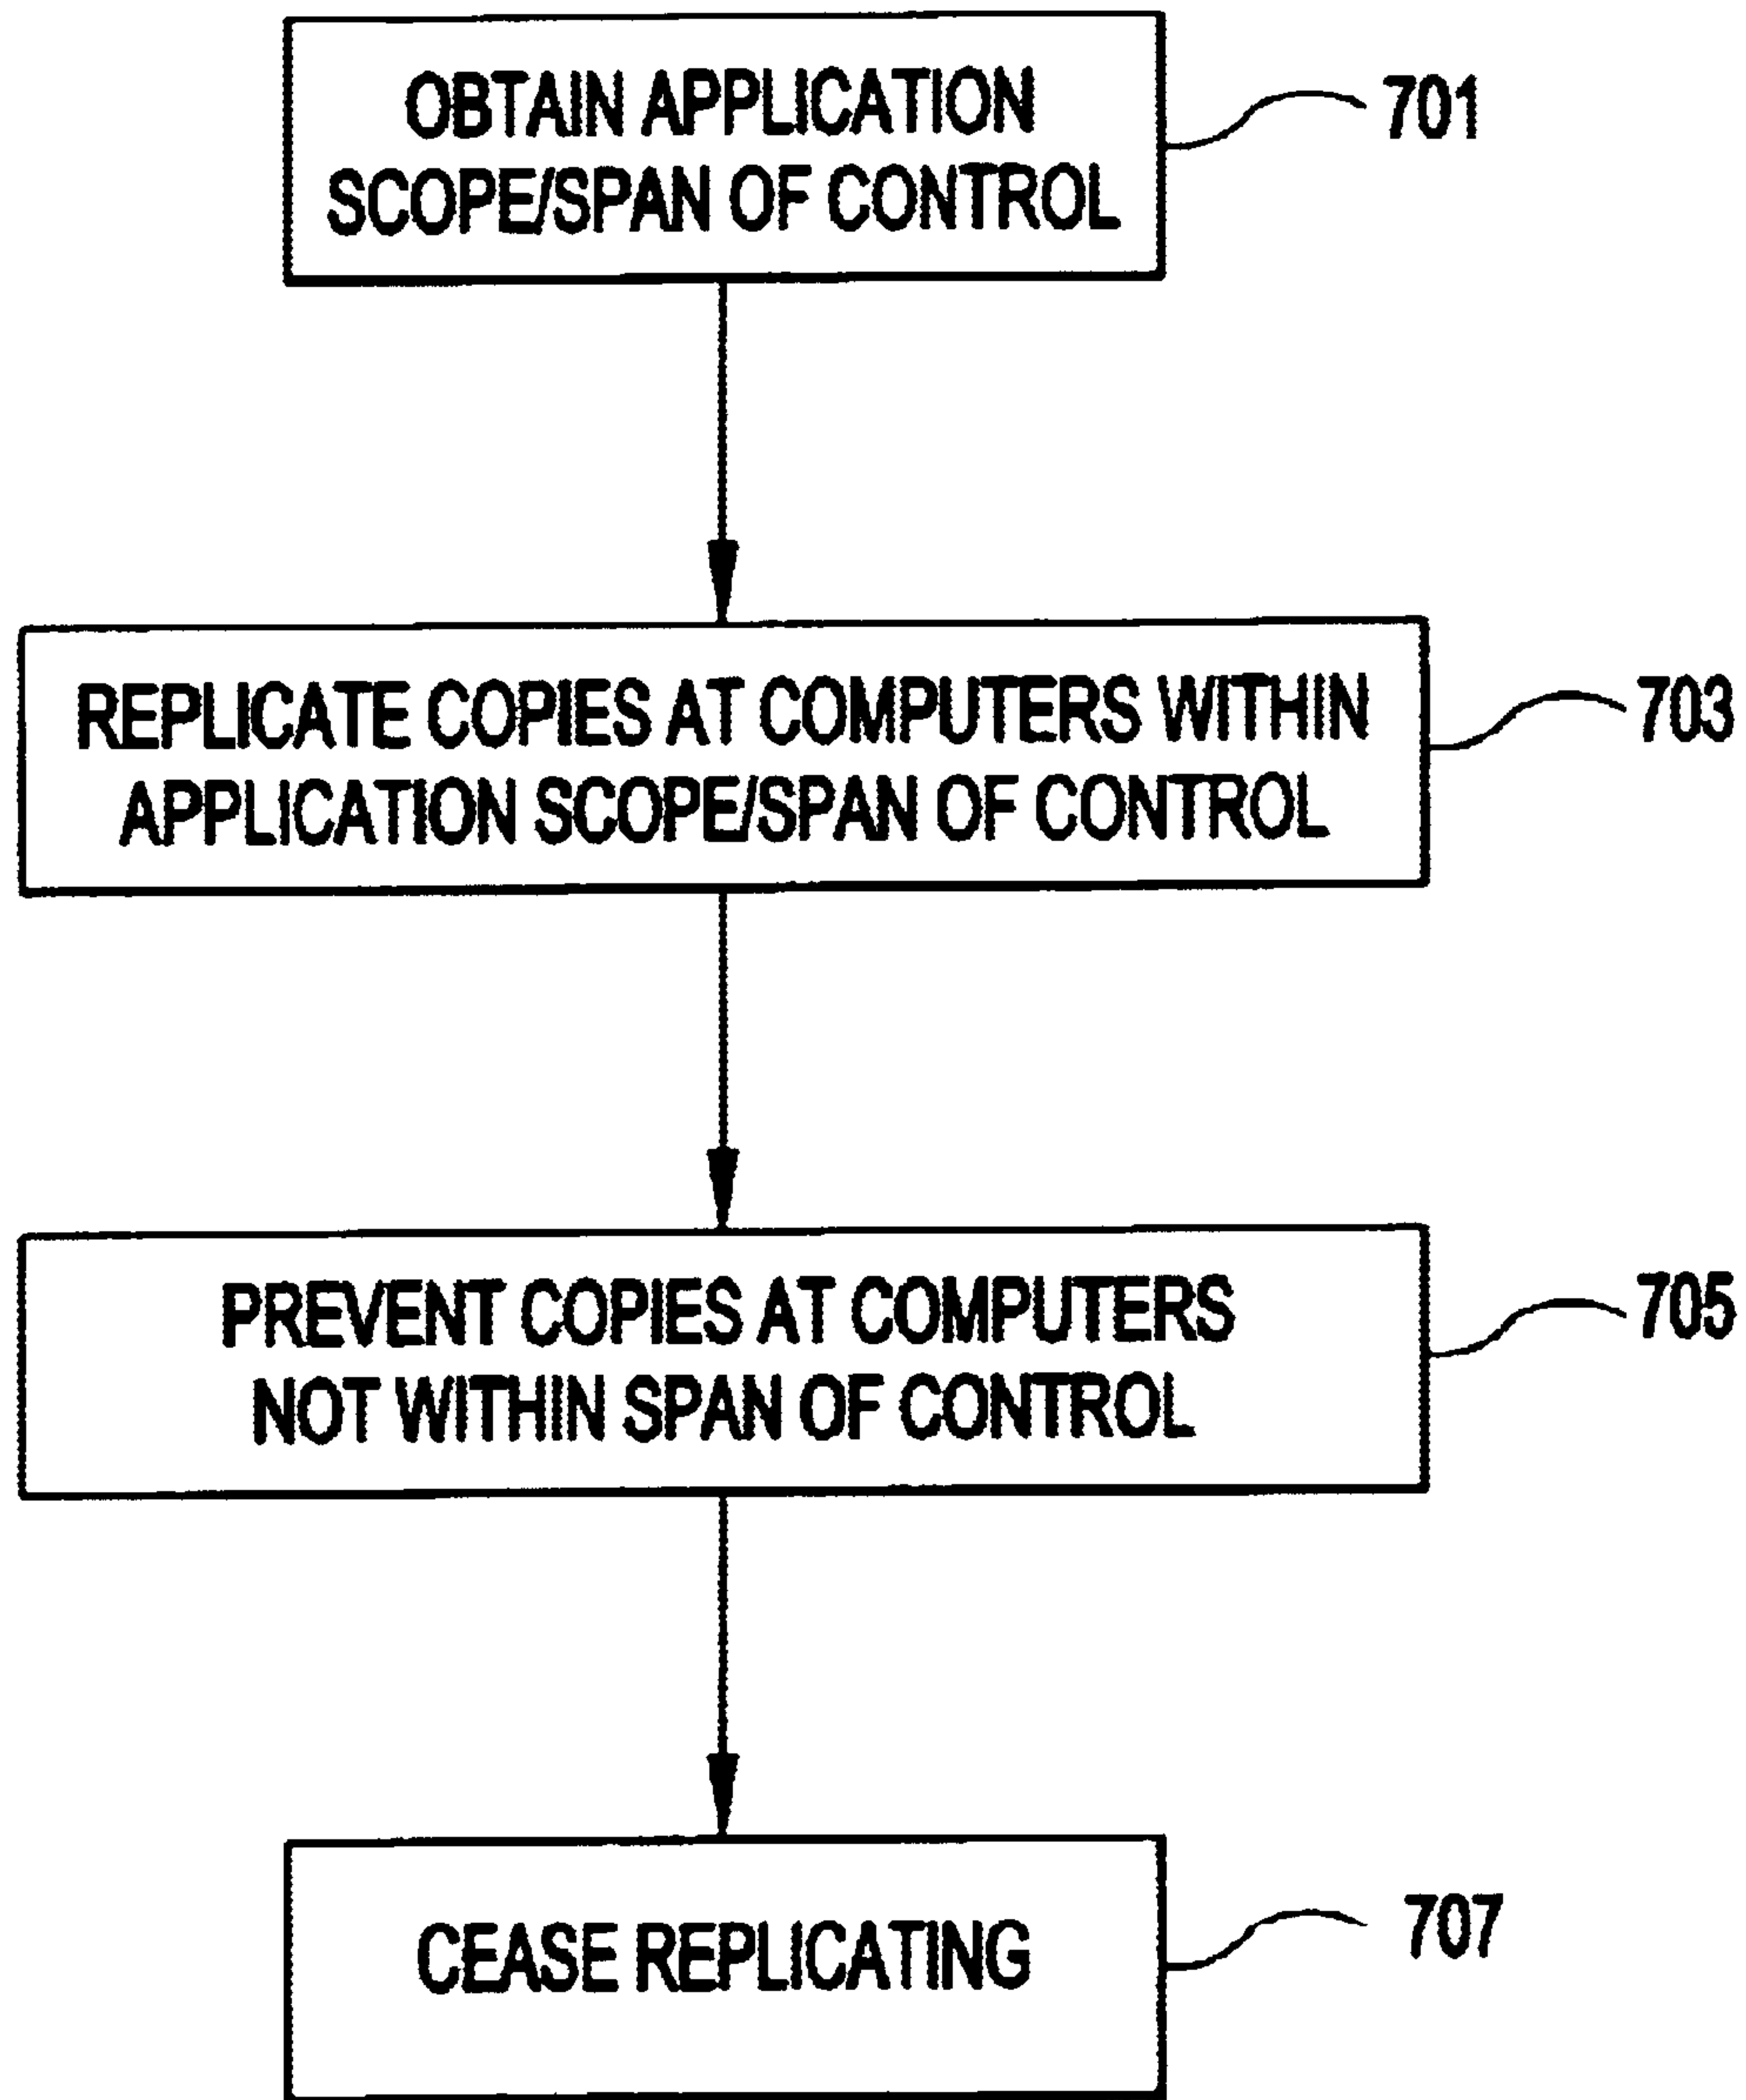 OBTAIN APPLICATION
SCOPE/SPAN OF CONTROL
701
REPLICATE COPIES AT COMPUTERS WITHIN
APPLICATION SCOPE/SPAN OF CONTROL
703
PREVENT COPIES AT COMPUTERS
NOT WITHIN SPAN OF CONTROL
705
CEASE REPLICATING
707